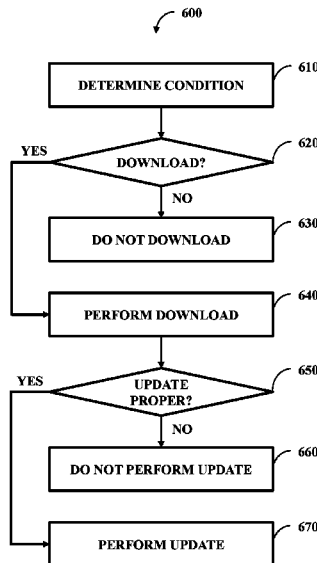 600
DETERMINE CONDITION
610
YES
DOWNLOAD?
620
NO
DO NOT DOWNLOAD
630
PERFORM DOWNLOAD
640
YES
UPDATE
PROPER?
650
NO
DO NOT PERFORM UPDATE
660
PERFORM UPDATE
670